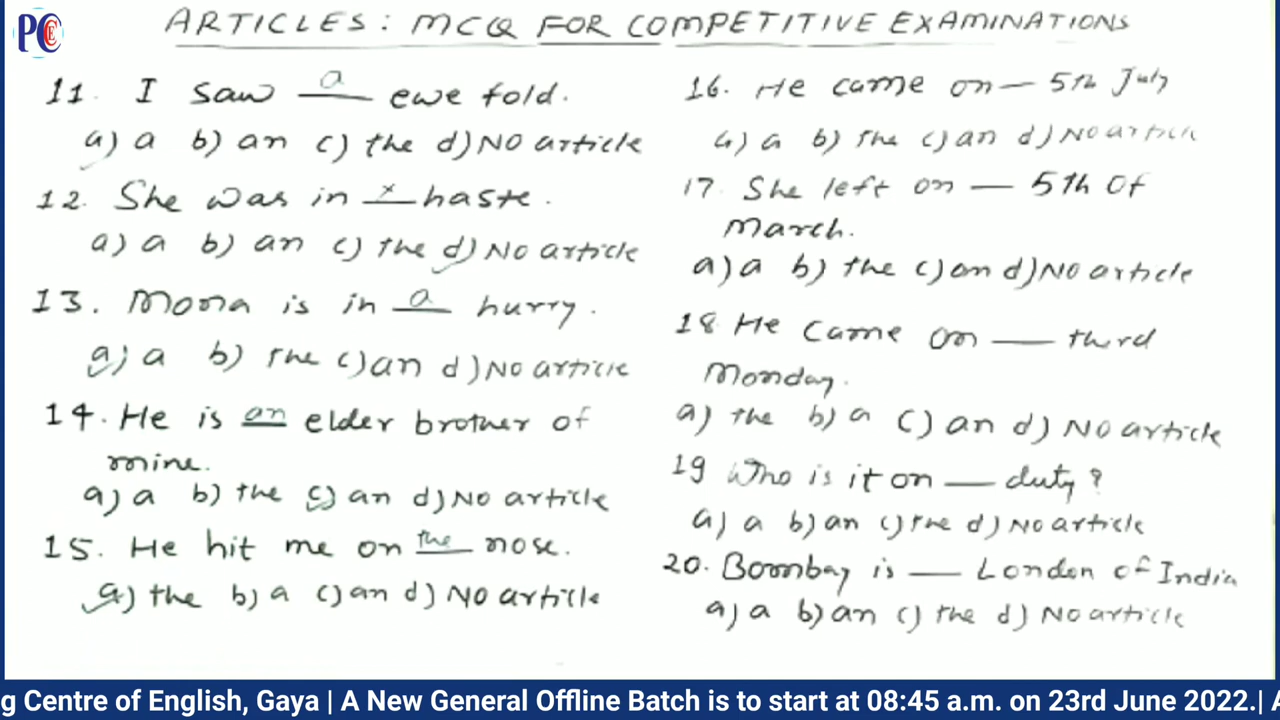 PCE
ARTICLES: MCQ FOR COMPETITIVE EXAMINATIONS
11. I saw a ewe fold.
a) a b) an c) the d) NO article
12. She was in x haste.
a) a b) an c) the d) No article
13. Mona is in a hurry.
a) a b) the c) an d) No article
14. He is an elder brother of
mine.
a) a b) the c) an d) No article
15. He hit me on the nose.
a) the b) a c) an d) No article
16. He came on — 5th July
a) a b) the c) an d) No article
17. She left on — 5th of
March.
a) a b) the c) an d) No article
18 He came on — third
Monday.
a) the b) a c) an d) No article
19 Who is it on — duty?
a) a b) an c) the d) No article
20. Bombay is — London of India
a) a b) an c) the d) No article
g Centre of English, Gaya | A New General Offline Batch is to start at 08:45 a.m. on 23rd June 2022.|